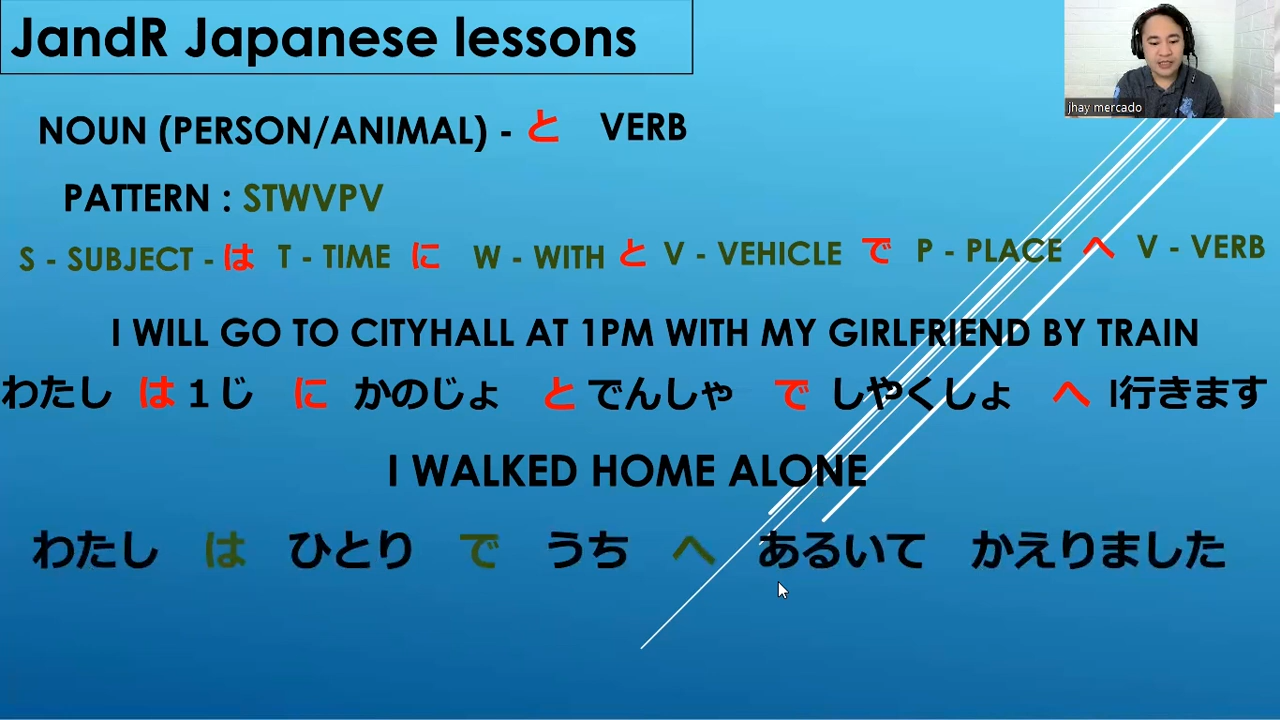 JandR Japanese lessons
jhay mercado
NOUN (PERSON/ANIMAL) - と VERB
PATTERN : STWVPV
S - SUBJECT - は T - TIME に W - WITH と V - VEHICLE で P - PLACE へ V - VERB
I WILL GO TO CITYHALL AT 1PM WITH MY GIRLFRIEND BY TRAIN
わたし は １じ に かのじょ と でんしゃ で しやくしょ へ l行きます
I WALKED HOME ALONE
わたし は ひとり で うち へ あるいて かえりました